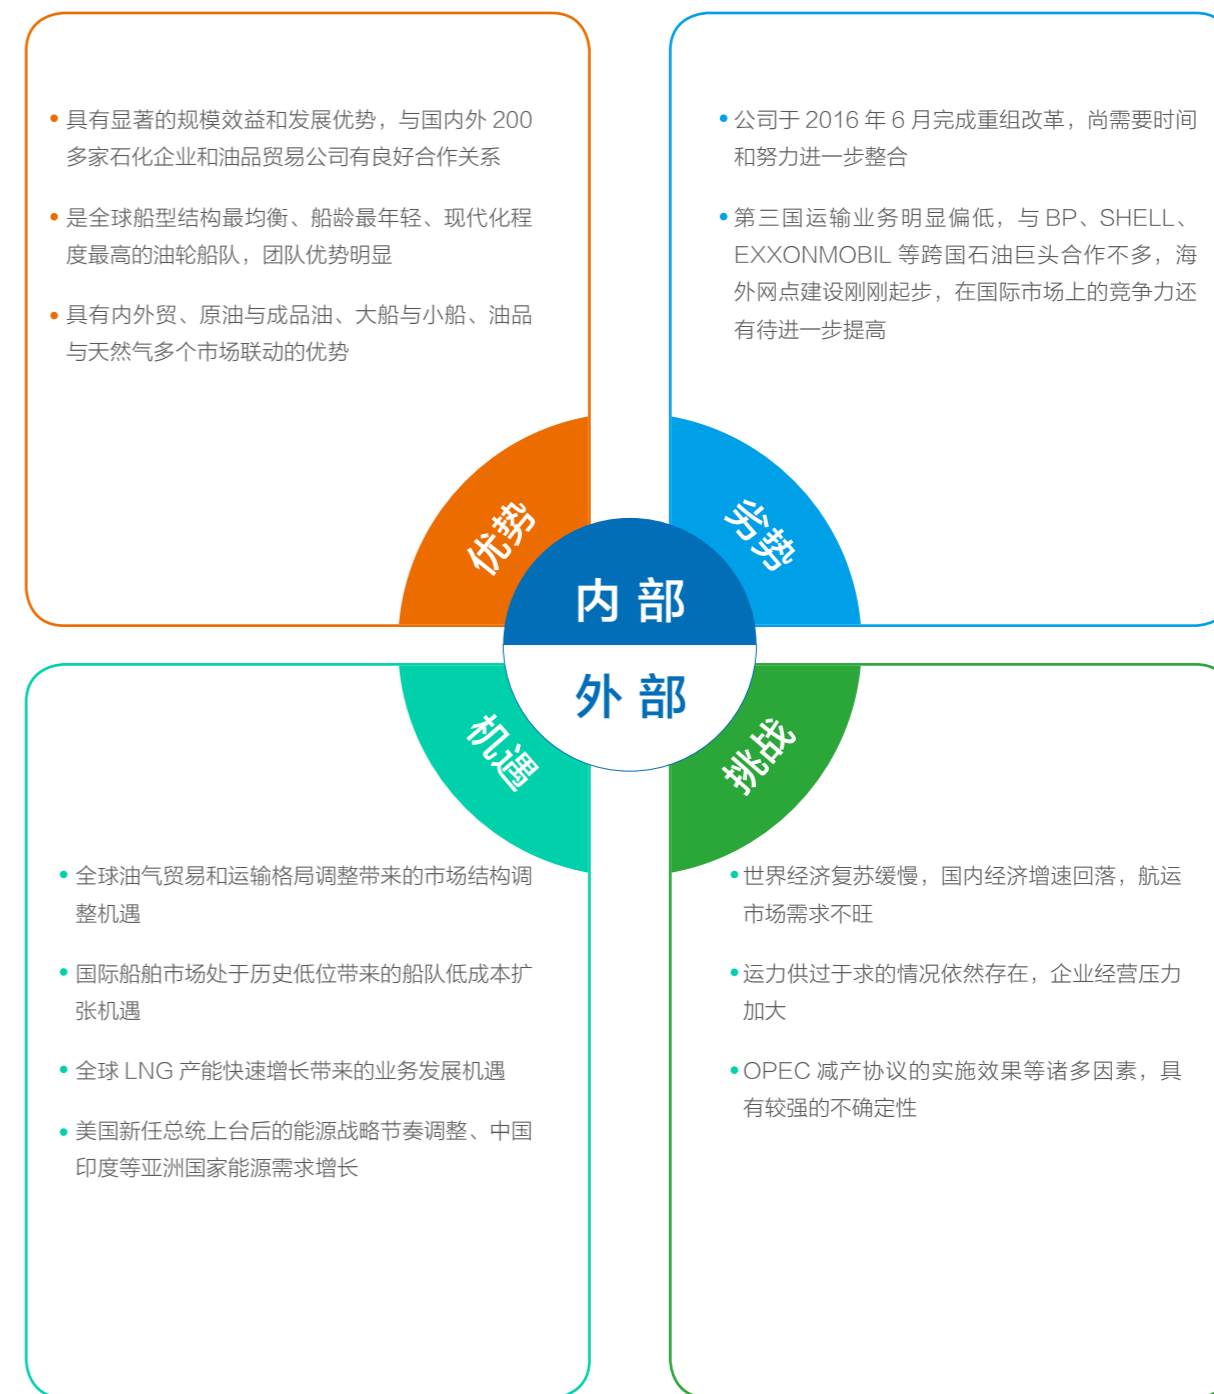 • 具有显著的规模效益和发展优势，与国内外 200
多家石化企业和油品贸易公司有良好合作关系
• 是全球船型结构最均衡、船龄最年轻、现代化程
度最高的油轮船队，团队优势明显
• 具有内外贸、原油与成品油、大船与小船、油品
与天然气多个市场联动的优势
优势
• 公司于 2016 年 6 月完成重组改革，尚需要时间
和努力进一步整合
• 第三国运输业务明显偏低，与 BP、SHELL、
EXXONMOBIL 等跨国石油巨头合作不多，海
外网点建设刚刚起步，在国际市场上的竞争力还
有待进一步提高
劣势
内部
外部
机遇
• 全球油气贸易和运输格局调整带来的市场结构调
整机遇
• 国际船舶市场处于历史低位带来的船队低成本扩
张机遇
• 全球 LNG 产能快速增长带来的业务发展机遇
• 美国新任总统上台后的能源战略节奏调整、中国
印度等亚洲国家能源需求增长
挑战
• 世界经济复苏缓慢，国内经济增速回落，航运
市场需求不旺
• 运力供过于求的情况依然存在，企业经营压力
加大
• OPEC 减产协议的实施效果等诸多因素，具
有较强的不确定性